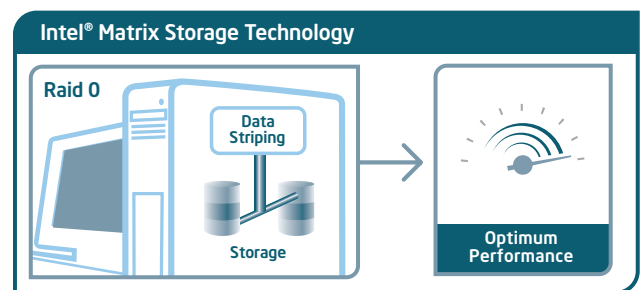 Intel® Matrix Storage Technology
Raid 0
Data
Striping
Storage
Optimum
Performance